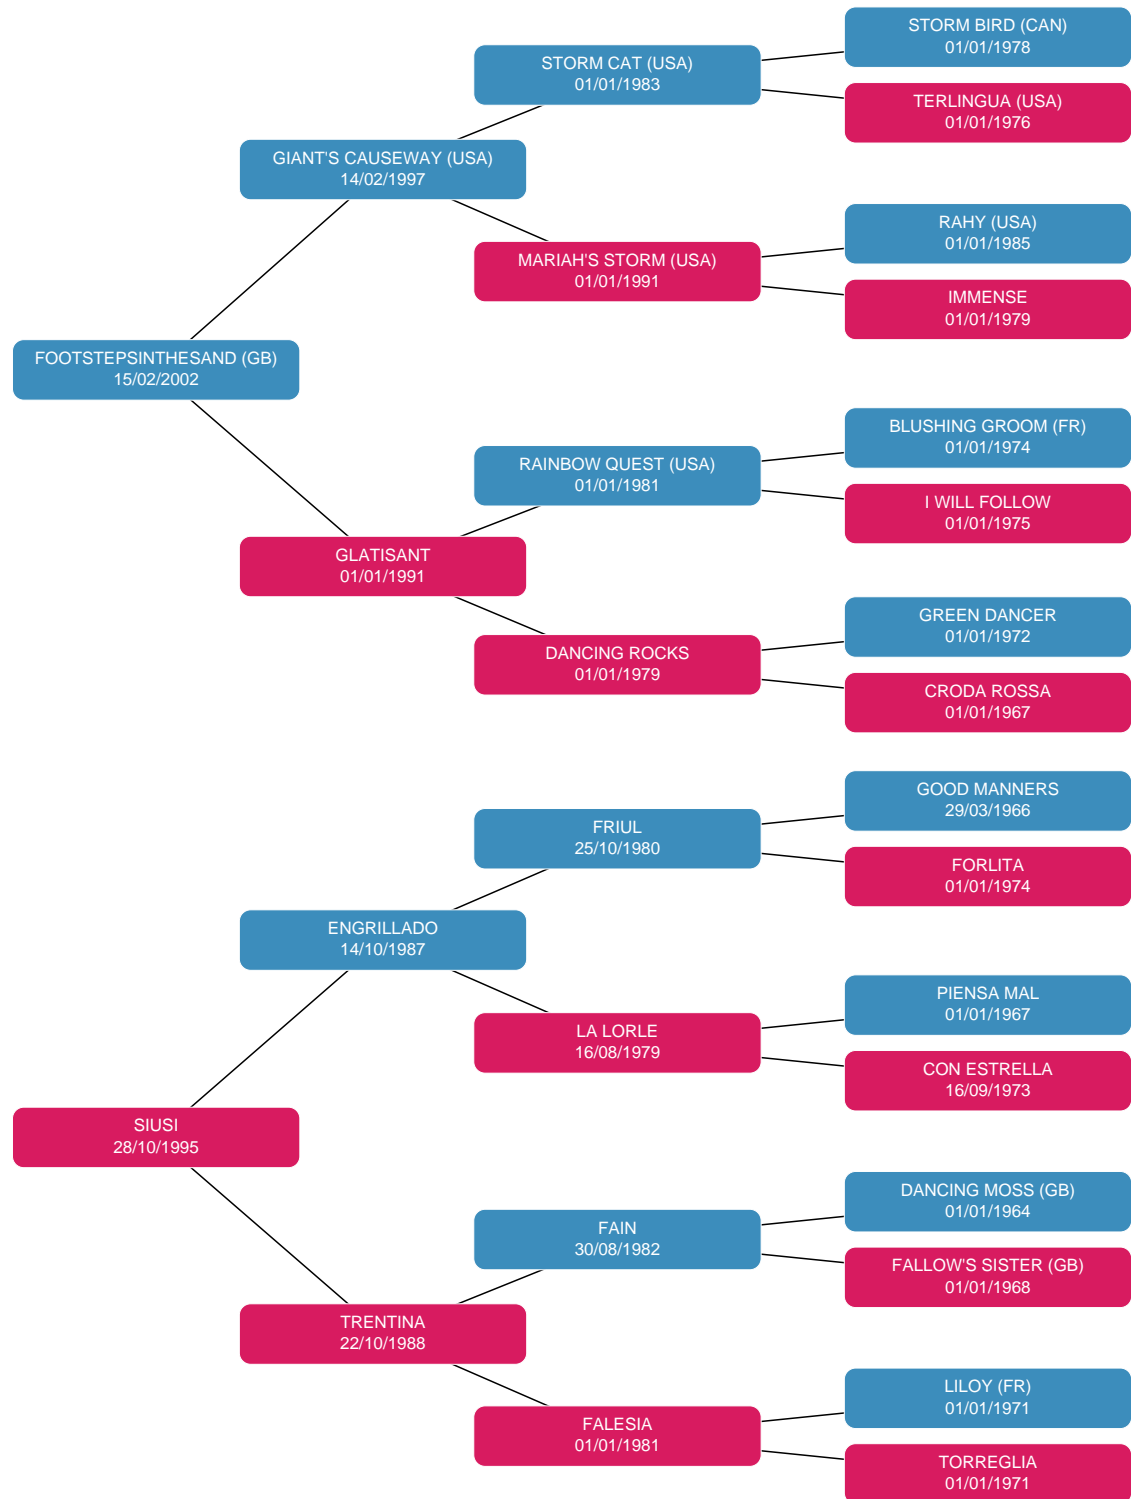 STORM BIRD (CAN)
01/01/1978
STORM CAT (USA)
01/01/1983
TERLINGUA (USA)
01/01/1976
GIANT'S CAUSEWAY (USA)
14/02/1997
RAHY (USA)
01/01/1985
MARIAH'S STORM (USA)
01/01/1991
IMMENSE
01/01/1979
FOOTSTEPSINTHESAND (GB)
15/02/2002
BLUSHING GROOM (FR)
01/01/1974
RAINBOW QUEST (USA)
01/01/1981
I WILL FOLLOW
01/01/1975
GLATISANT
01/01/1991
GREEN DANCER
01/01/1972
DANCING ROCKS
01/01/1979
CRODA ROSSA
01/01/1967
GOOD MANNERS
29/03/1966
FRIUL
25/10/1980
FORLITA
01/01/1974
ENGRILLADO
14/10/1987
PIENSA MAL
01/01/1967
LA LORLE
16/08/1979
CON ESTRELLA
16/09/1973
SIUSI
28/10/1995
DANCING MOSS (GB)
01/01/1964
FAIN
30/08/1982
FALLOW'S SISTER (GB)
01/01/1968
TRENTINA
22/10/1988
LILOY (FR)
01/01/1971
FALESIA
01/01/1981
TORREGLIA
01/01/1971